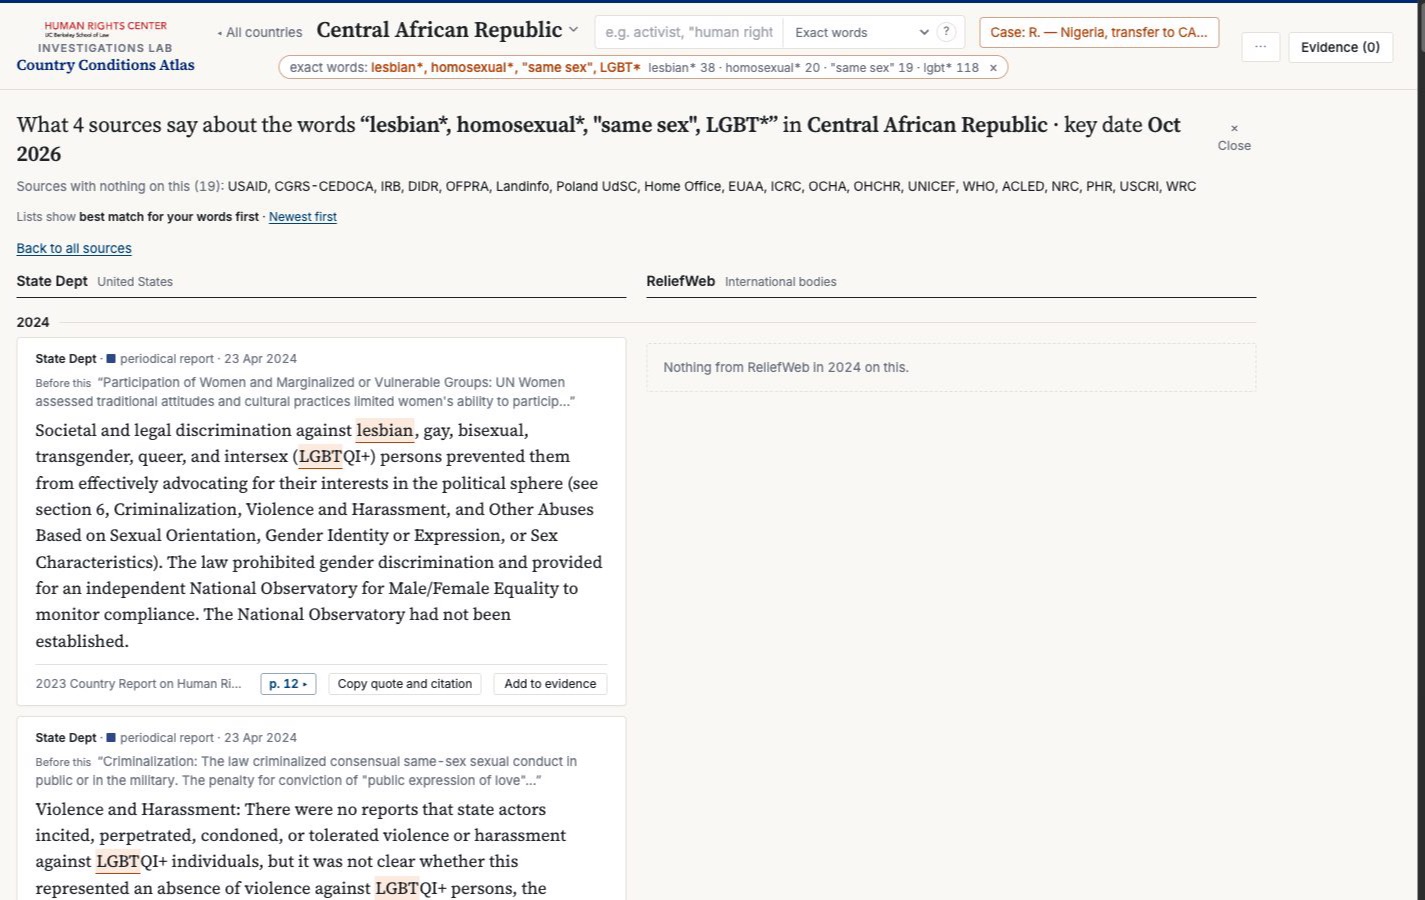 HUMAN RIGHTS CENTER
UC Berkeley School of Law
INVESTIGATIONS LAB
Country Conditions Atlas
◂ All countries
Central African Republic
e.g. activist, "human right
Exact words
?
Case: R. — Nigeria, transfer to CA...
...
Evidence (0)
exact words: lesbian*, homosexual*, "same sex", LGBT* lesbian* 38 · homosexual* 20 · "same sex" 19 · lgbt* 118 ×
What 4 sources say about the words “lesbian*, homosexual*, "same sex", LGBT*” in Central African Republic · key date Oct
2026
×
Close
Sources with nothing on this (19): USAID, CGRS-CEDOCA, IRB, DIDR, OFPRA, Landinfo, Poland UdSC, Home Office, EUAA, ICRC, OCHA, OHCHR, UNICEF, WHO, ACLED, NRC, PHR, USCRI, WRC
Lists show best match for your words first · Newest first
Back to all sources
State Dept United States
ReliefWeb International bodies
2024
State Dept · periodical report · 23 Apr 2024
Before this “Participation of Women and Marginalized or Vulnerable Groups: UN Women
assessed traditional attitudes and cultural practices limited women's ability to particip...”
Societal and legal discrimination against lesbian, gay, bisexual,
transgender, queer, and intersex (LGBTQI+) persons prevented them
from effectively advocating for their interests in the political sphere (see
section 6, Criminalization, Violence and Harassment, and Other Abuses
Based on Sexual Orientation, Gender Identity or Expression, or Sex
Characteristics). The law prohibited gender discrimination and provided
for an independent National Observatory for Male/Female Equality to
monitor compliance. The National Observatory had not been
established.
2023 Country Report on Human Ri...
p. 12 ▸
Copy quote and citation
Add to evidence
Nothing from ReliefWeb in 2024 on this.
State Dept · periodical report · 23 Apr 2024
Before this “Criminalization: The law criminalized consensual same-sex sexual conduct in
public or in the military. The penalty for conviction of "public expression of love"...”
Violence and Harassment: There were no reports that state actors
incited, perpetrated, condoned, or tolerated violence or harassment
against LGBTQI+ individuals, but it was not clear whether this
represented an absence of violence against LGBTQI+ persons, the